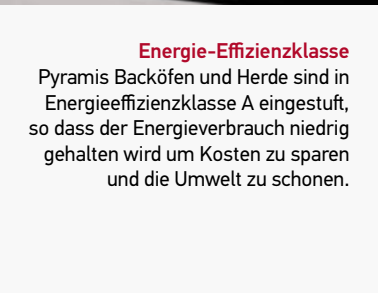 Energie-Effizienzklasse
Pyramis Backöfen und Herde sind in
Energieeffizienzklasse A eingestuft,
so dass der Energieverbrauch niedrig
gehalten wird um Kosten zu sparen
und die Umwelt zu schonen.